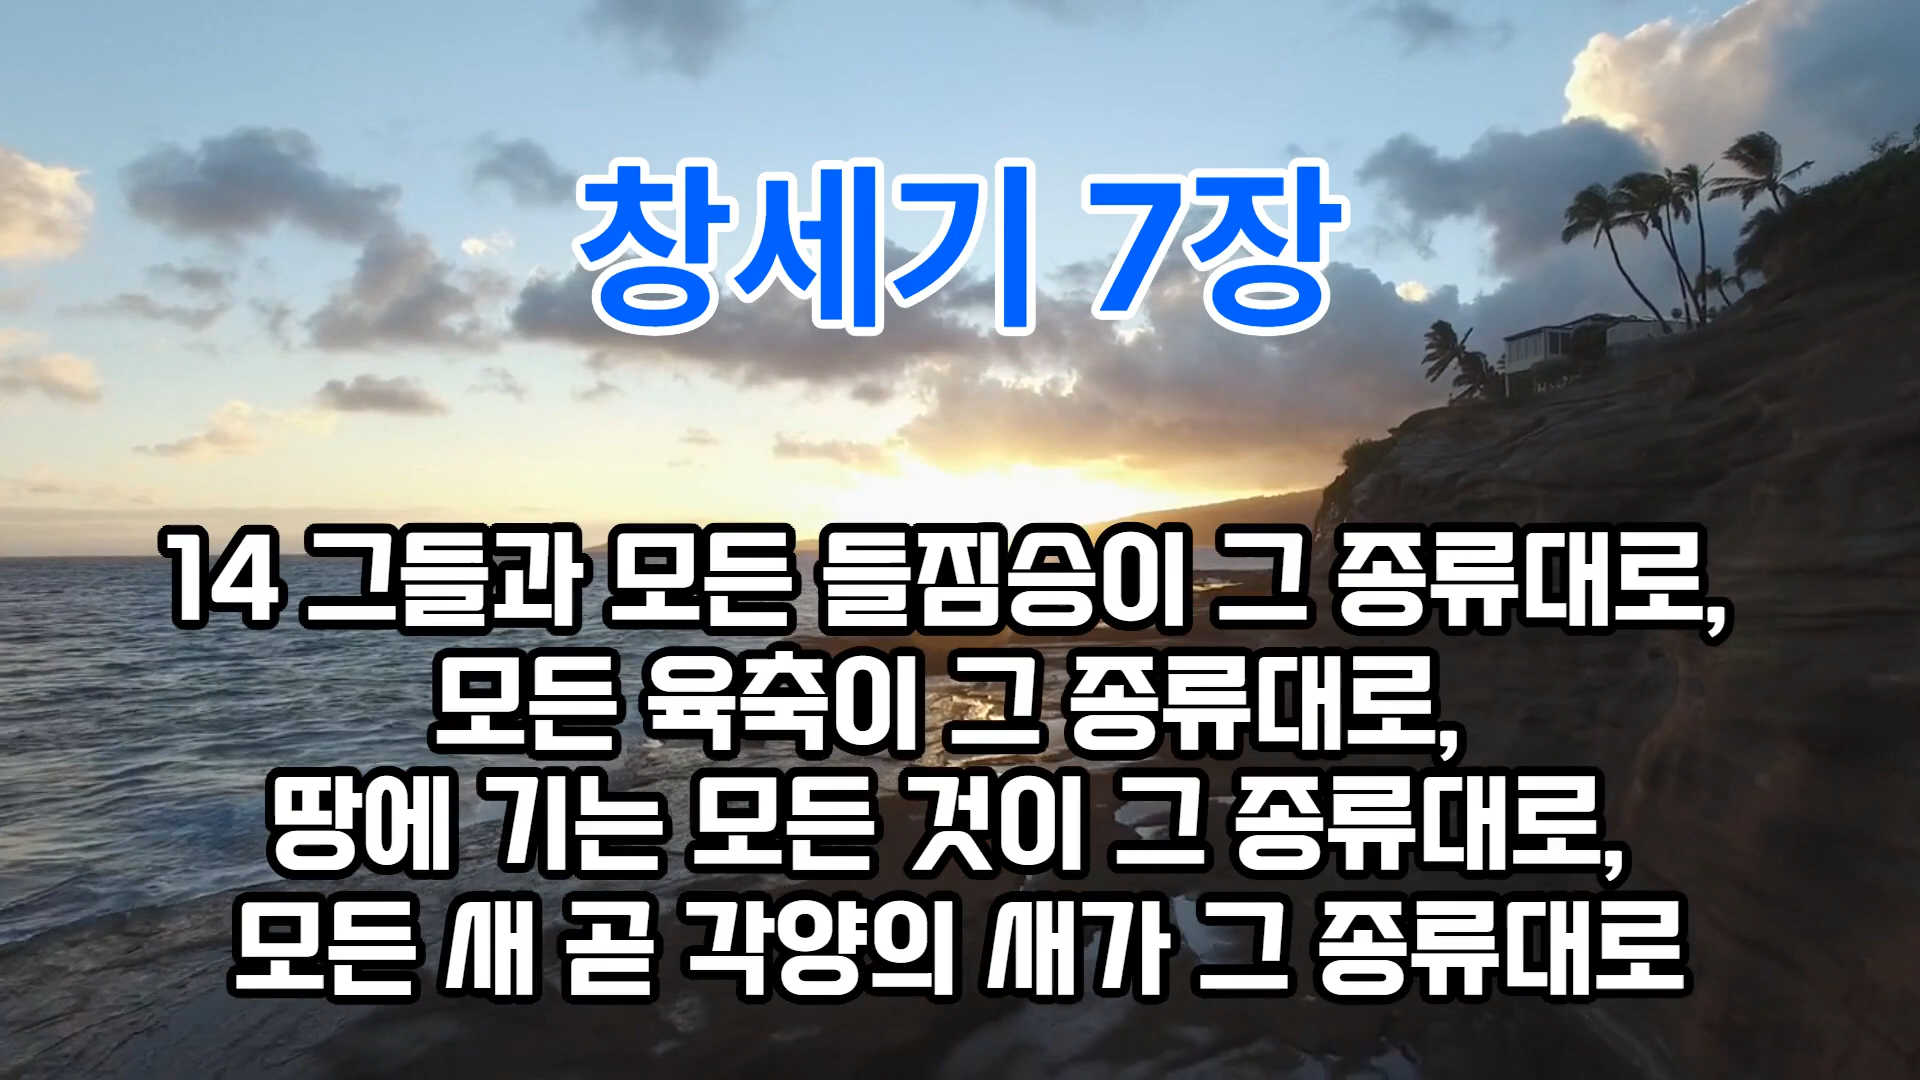 창세기 7장
14 그들과 모든 들짐승이 그 종류대로,
모든 육축이 그 종류대로,
땅에 기는 모든 것이 그 종류대로,
모든 새 곧 각양의 새가 그 종류대로